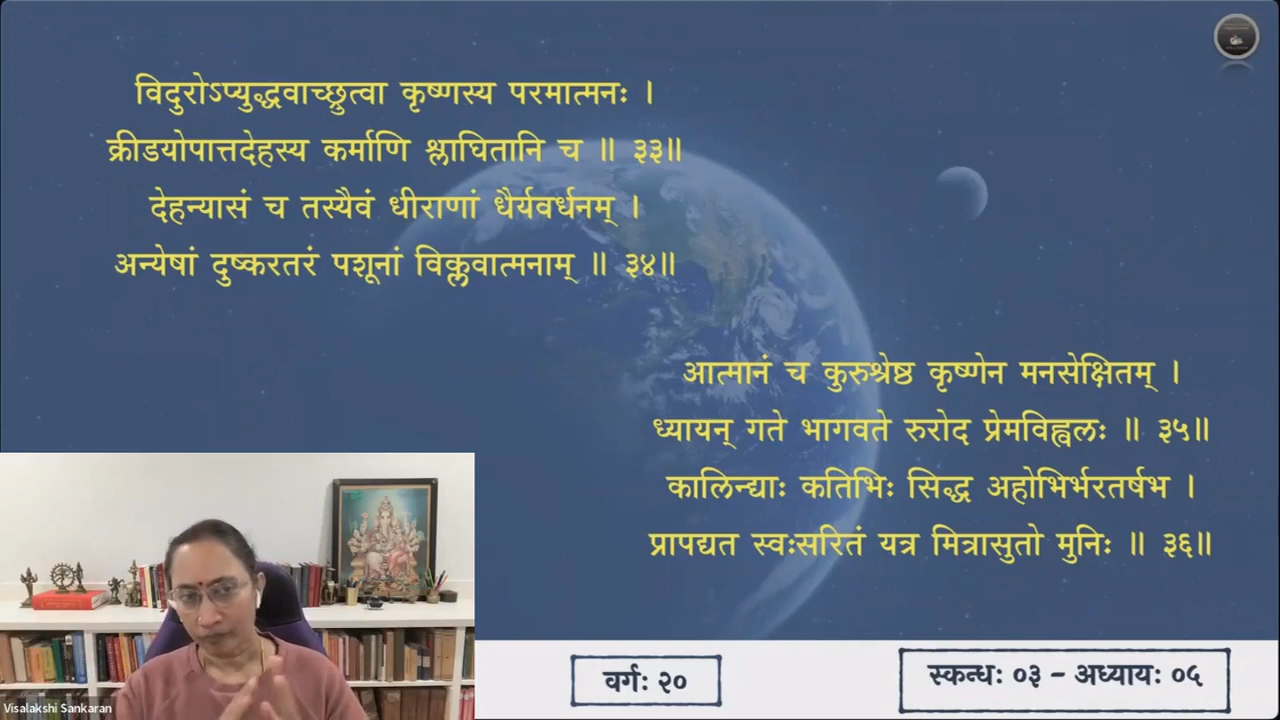 विदुरोऽप्युद्धवाच्छ्रुत्वा कृष्णस्य परमात्मनः ।
क्रीडयोपात्तदेहस्य कर्माणि श्लाघितानि च ॥ ३३॥
देहन्यासं च तस्यैवं धीराणां धैर्यवर्धनम् ।
अन्येषां दुष्करतरं पशूनां विक्लवात्मनाम् ॥ ३४॥
आत्मानं च कुरुश्रेष्ठ कृष्णेन मनसेक्षितम् ।
ध्यायन् गते भागवते रुरोद प्रेमविह्वलः ॥ ३५॥
कालिन्द्याः कतिभिः सिद्ध अहोभिर्भरतर्षभ ।
प्रापद्यत स्वःसरितं यत्र मित्रासुतो मुनिः ॥ ३६॥
वर्गः २०
स्कन्धः ०३ - अध्यायः ०५
Visalakshi Sankaran